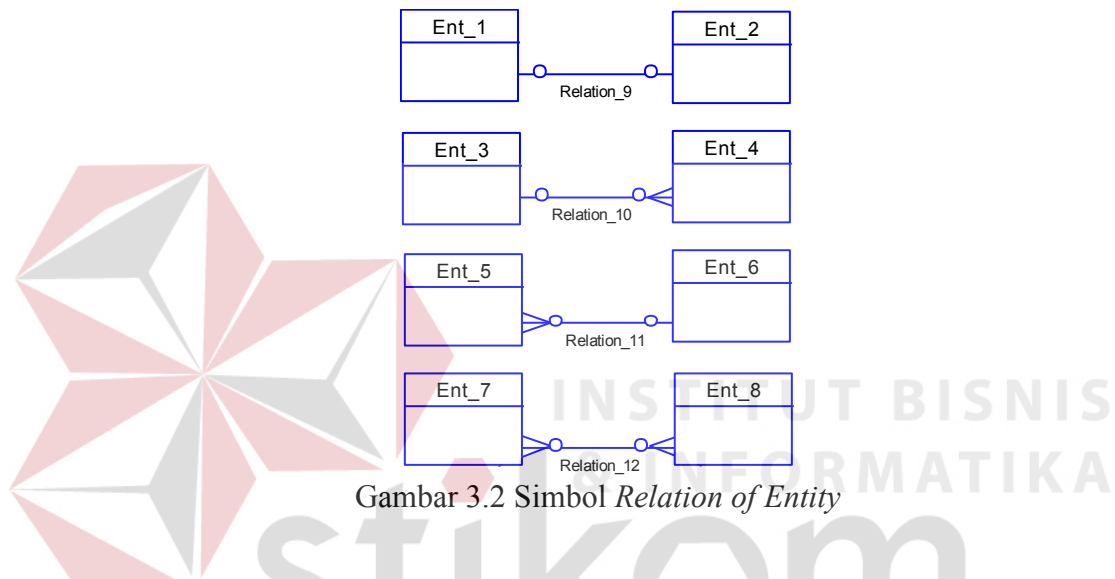 Ent_1
Ent_2
Relation_9
Ent_3
Ent_4
Relation_10
Ent_5
Ent_6
Relation_11
INSTITUT BISNIS
Ent_7
Ent_8
& INFORMATIKA
Relation_12
Gambar 3.2 Simbol Relation of Entity
stikom